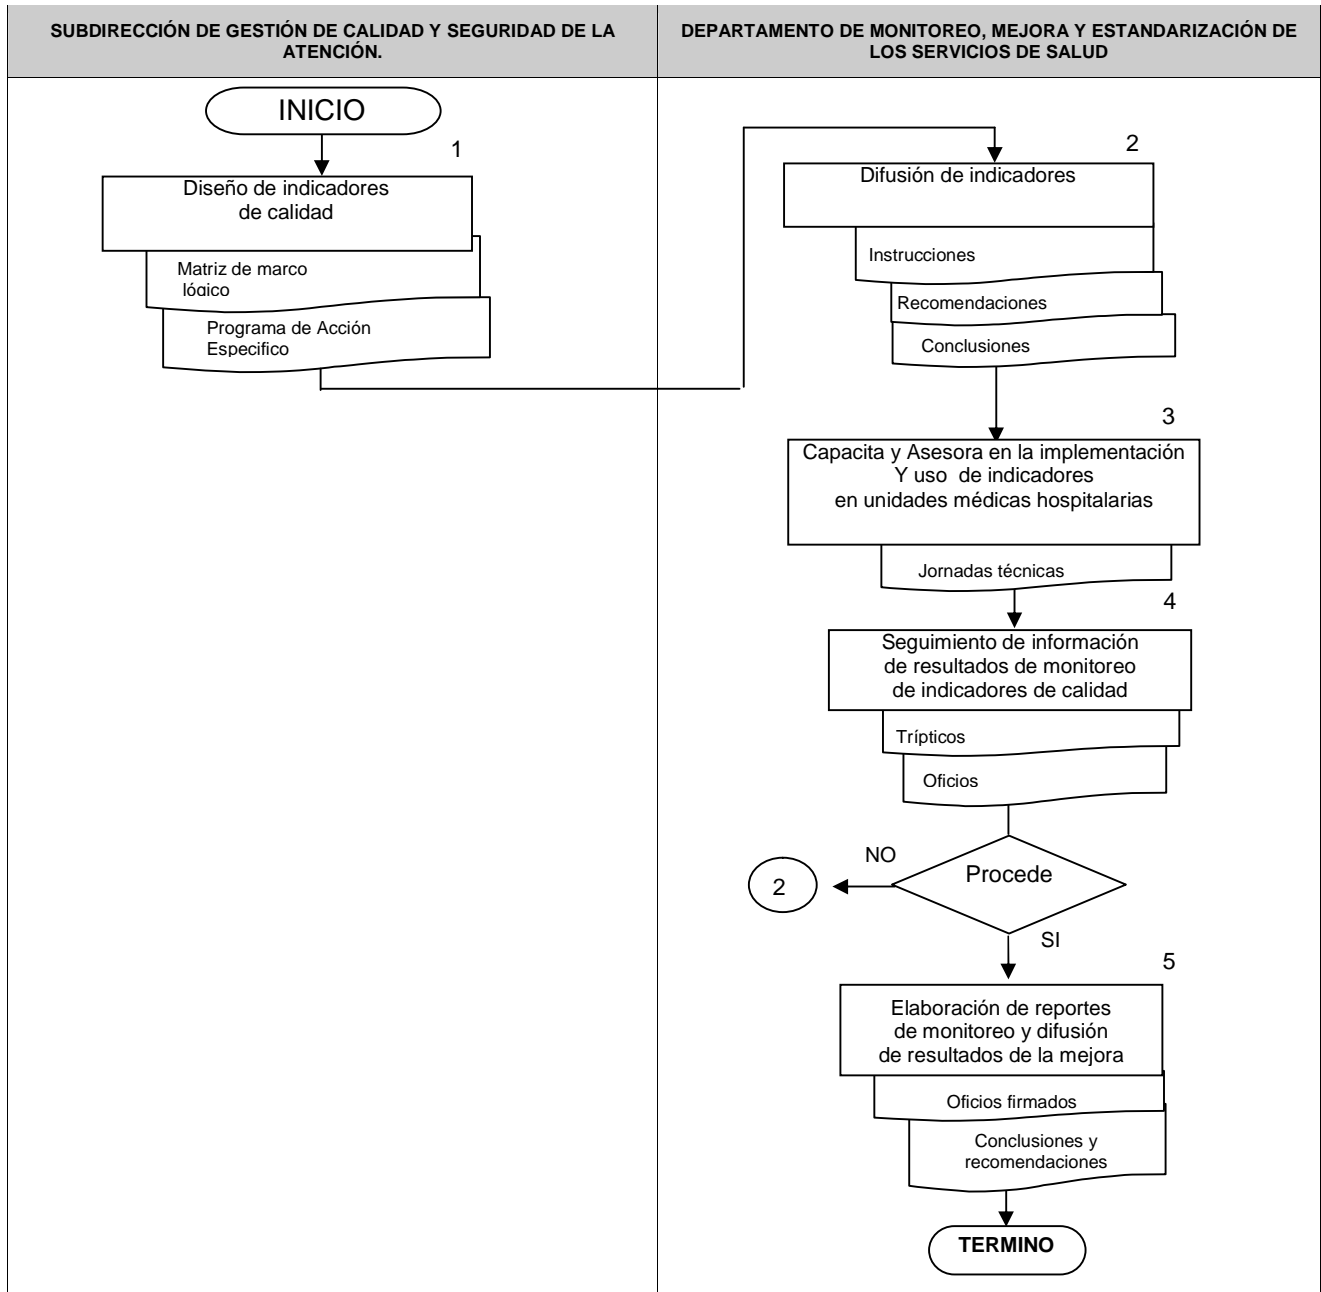 SUBDIRECCIÓN DE GESTIÓN DE CALIDAD Y SEGURIDAD DE LA
ATENCIÓN.
DEPARTAMENTO DE MONITOREO, MEJORA Y ESTANDARIZACIÓN DE
LOS SERVICIOS DE SALUD
INICIO
1
Diseño de indicadores
de calidad
Matriz de marco
lógico
Programa de Acción
Especifico
2
Difusión de indicadores
Instrucciones
Recomendaciones
Conclusiones
3
Capacita y Asesora en la implementación
Y uso de indicadores
en unidades médicas hospitalarias
Jornadas técnicas
4
Seguimiento de información
de resultados de monitoreo
de indicadores de calidad
Trípticos
Oficios
NO
2
Procede
SI
5
Elaboración de reportes
de monitoreo y difusión
de resultados de la mejora
Oficios firmados
Conclusiones y
recomendaciones
TERMINO